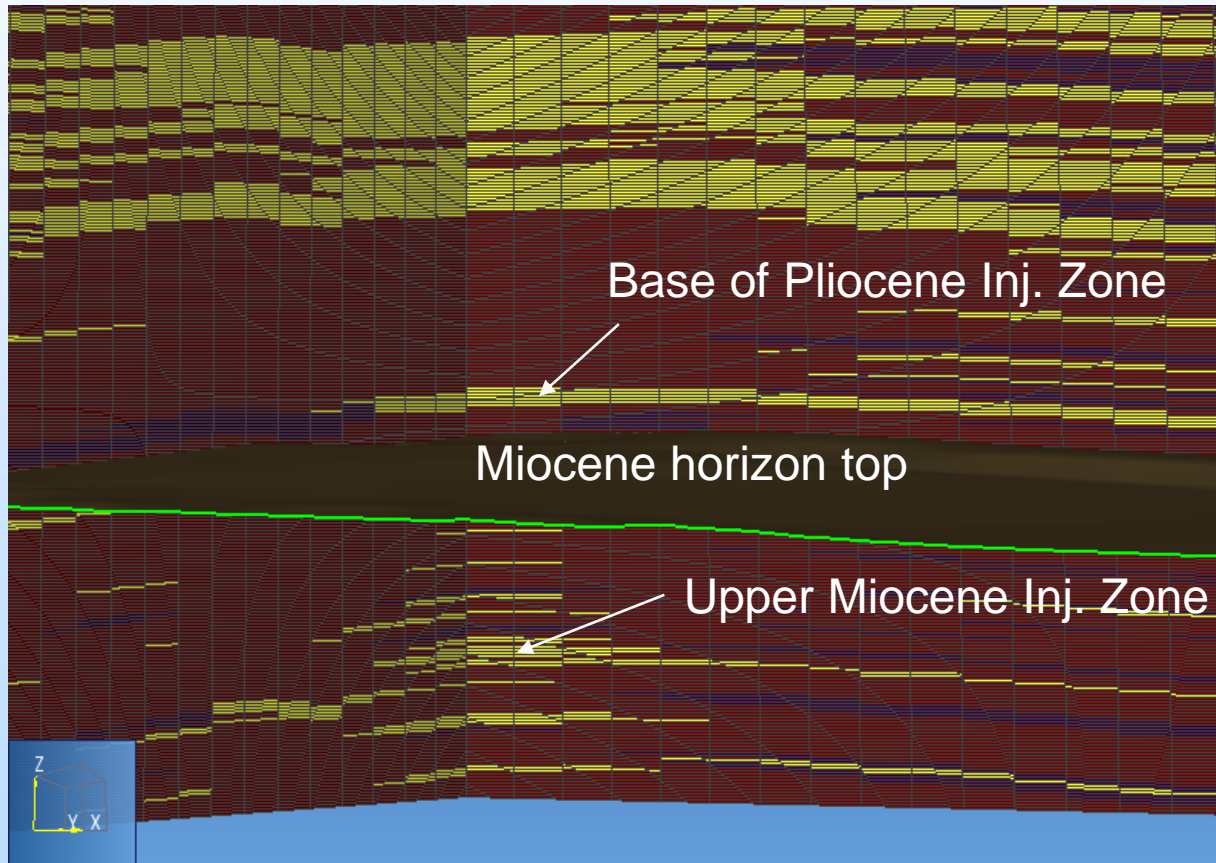 Base of Pliocene Inj. Zone
Miocene horizon top
Upper Miocene Inj. Zone
Z
Y X